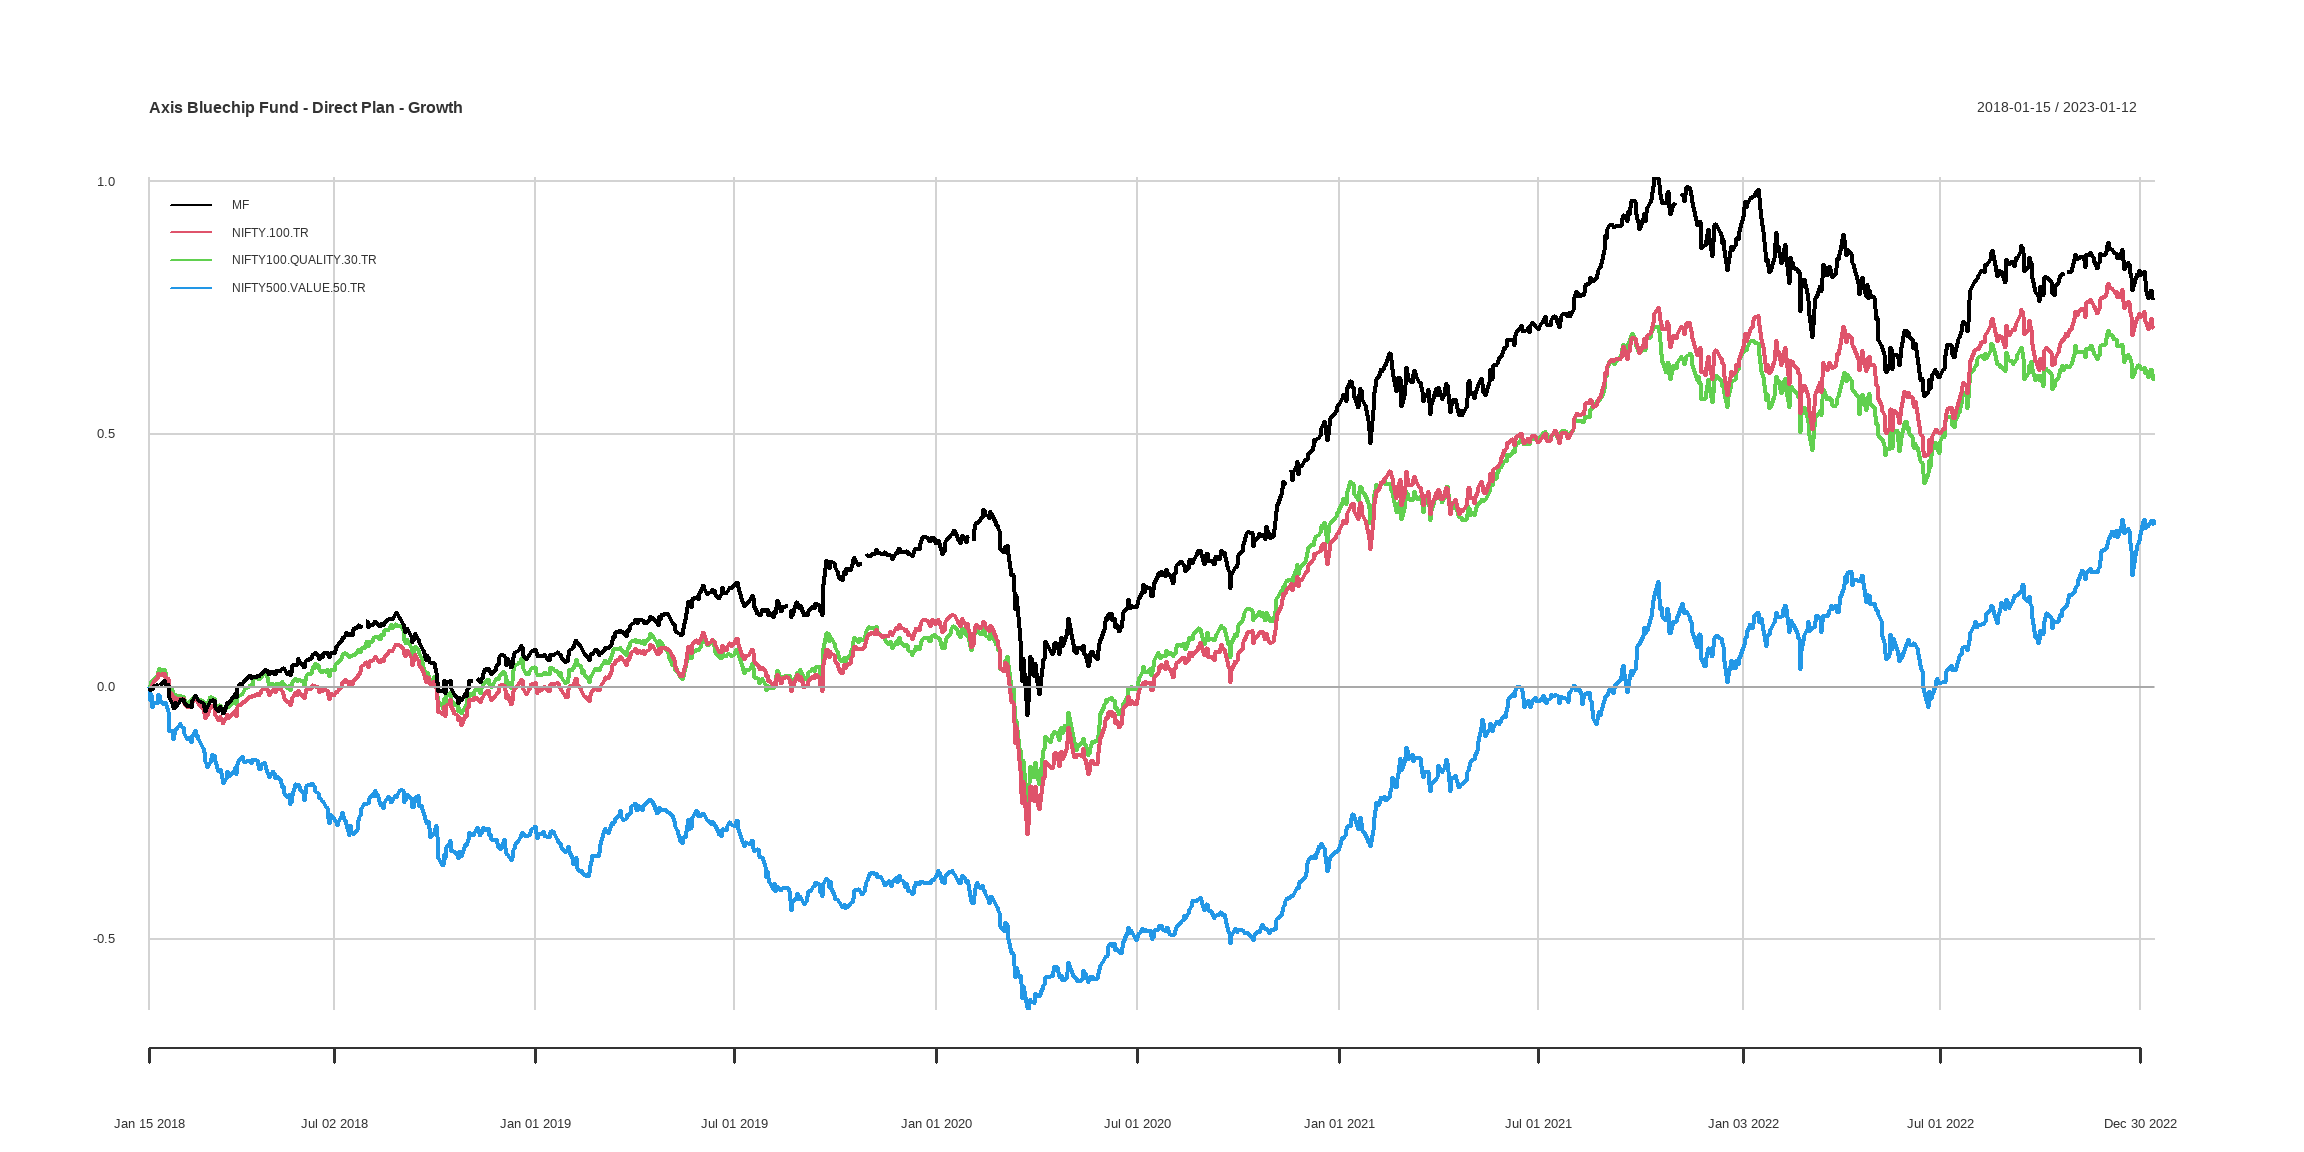 Axis Bluechip Fund - Direct Plan - Growth
2018-01-15 / 2023-01-12
1.0
MF
NIFTY.100.TR
NIFTY100.QUALITY.30.TR
NIFTY500.VALUE.50.TR
0.5
0.0
-0.5
Jan 15 2018 Jul 02 2018 Jan 01 2019 Jul 01 2019 Jan 01 2020 Jul 01 2020 Jan 01 2021 Jul 01 2021 Jan 03 2022 Jul 01 2022 Dec 30 2022